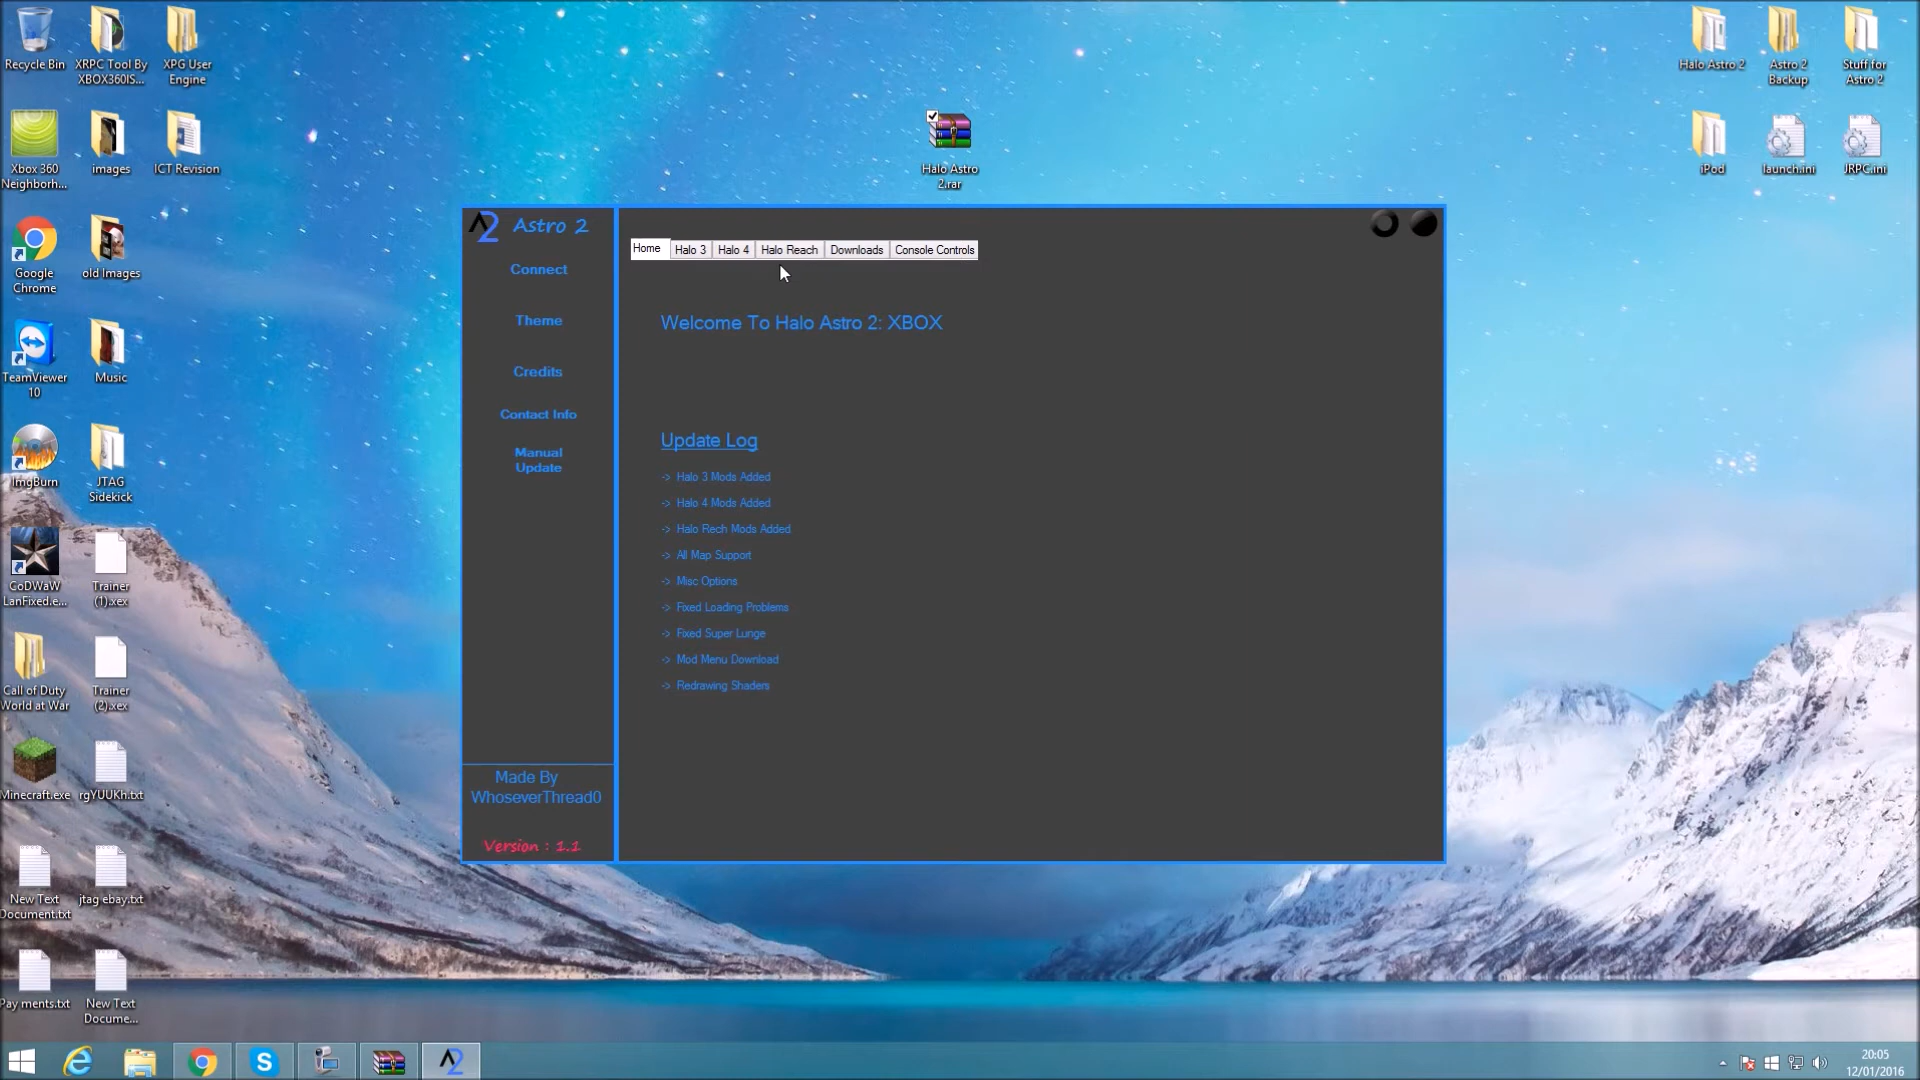 Recycle Bin
XRPC Tool By
XBOX360IS...
XPG User
Engine
Xbox 360
Neighborh...
images
ICT Revision
Google
Chrome
old Images
TeamViewer
10
Music
ImgBurn
JTAG
Sidekick
CoDWaW
LanFixed.e...
Trainer
(1).xex
Call of Duty
World at War
Trainer
(2).xex
Minecraft.exe
rgYUUKh.txt
New Text
Document.txt
jtag ebay.txt
Pay ments.txt
New Text
Docume...
Halo Astro
2.rar
Halo Astro 2
Astro 2
Backup
Stuff for
Astro 2
iPod
launch.ini
JRPC.ini
A2
Astro 2
Connect
Theme
Credits
Contact Info
Manual
Update
Made By
WhoseverThread0
Version : 1.1
Home
Halo 3
Halo 4
Halo Reach
Downloads
Console Controls
Welcome To Halo Astro 2: XBOX
Update Log
-> Halo 3 Mods Added
-> Halo 4 Mods Added
-> Halo Rech Mods Added
-> All Map Support
-> Misc Options
-> Fixed Loading Problems
-> Fixed Super Lunge
-> Mod Menu Download
-> Redrawing Shaders
A2
20:05
12/01/2016